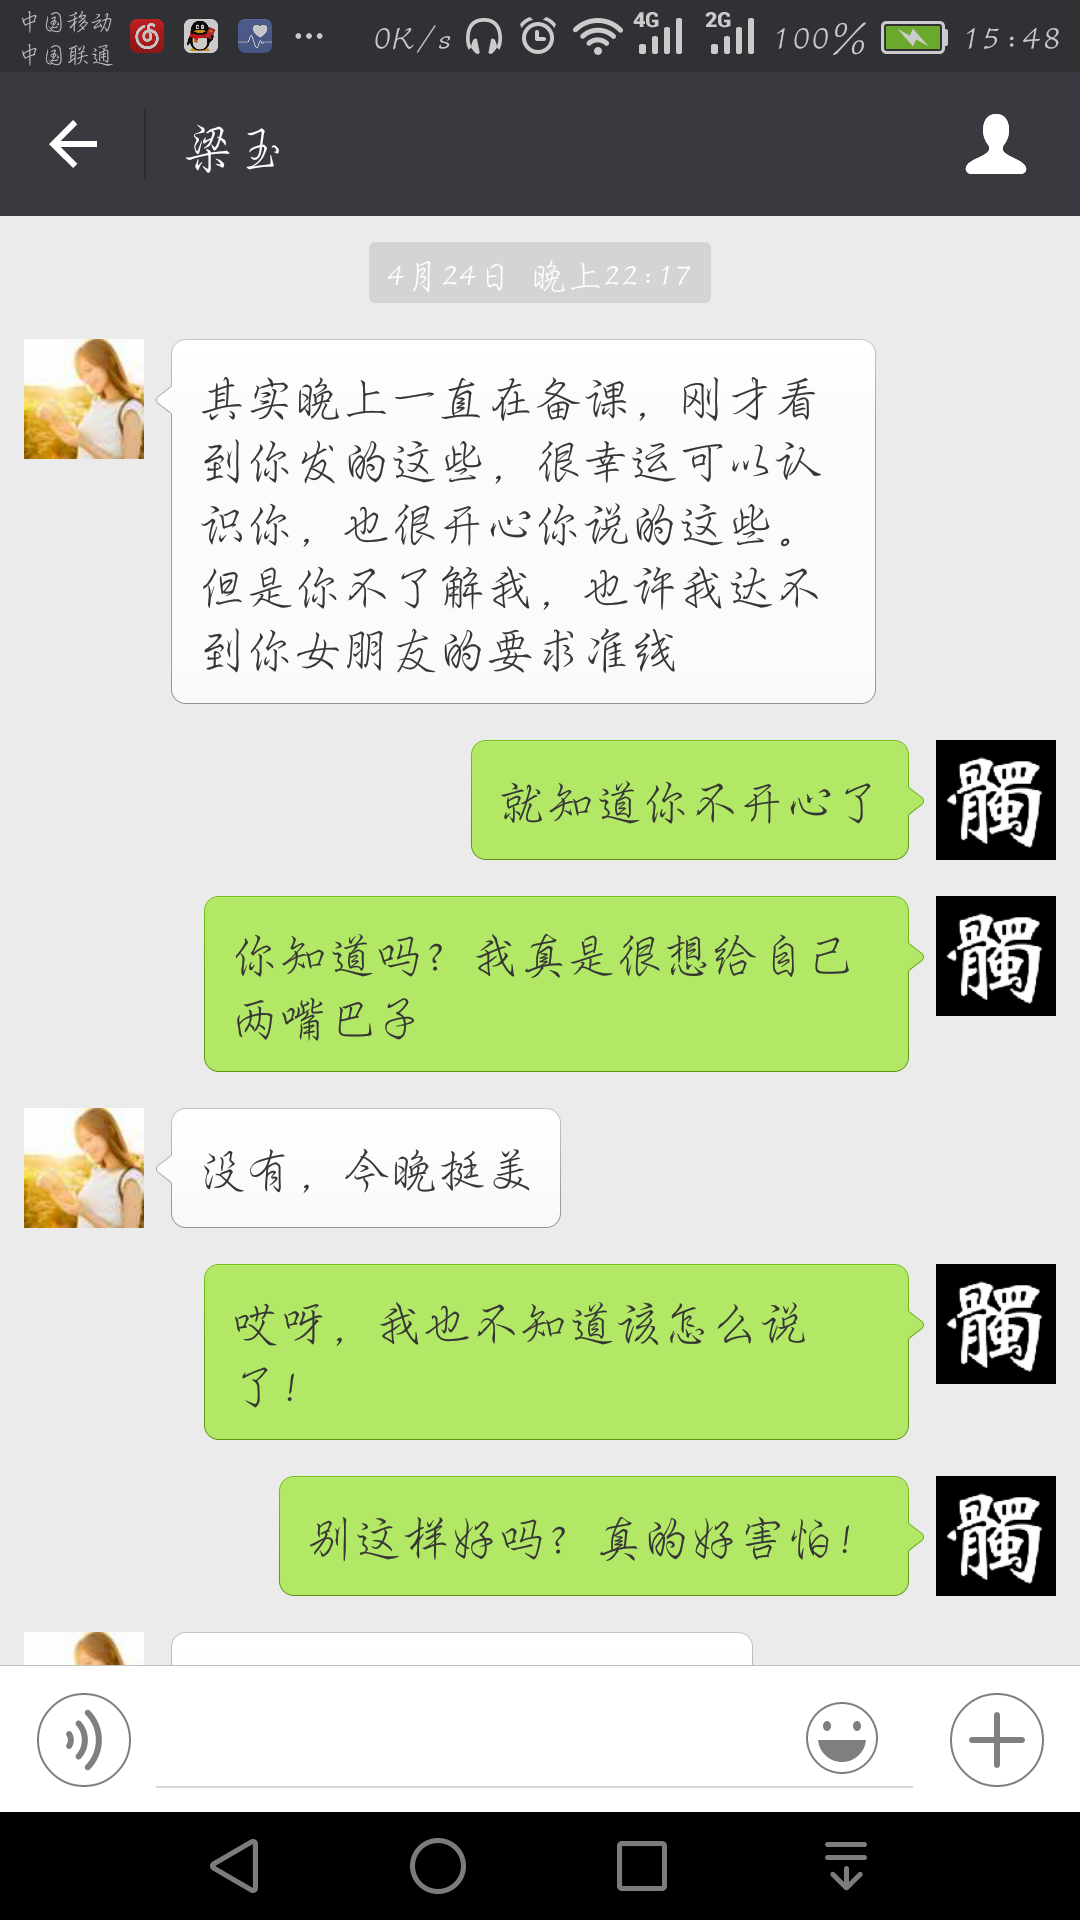 中国移动
中国联通
0K/s
4G
2G
100%
15:48
梁玉
4月24日 晚上22:17
其实晚上一直在备课，刚才看
到你发的这些，很幸运可以认
识你，也很开心你说的这些。
但是你不了解我，也许我达不
到你女朋友的要求准线
就知道你不开心了
髑
你知道吗？我真是很想给自己
两嘴巴子
髑
没有，今晚挺美
哎呀，我也不知道该怎么说
了！
髑
别这样好吗？真的好害怕！
髑